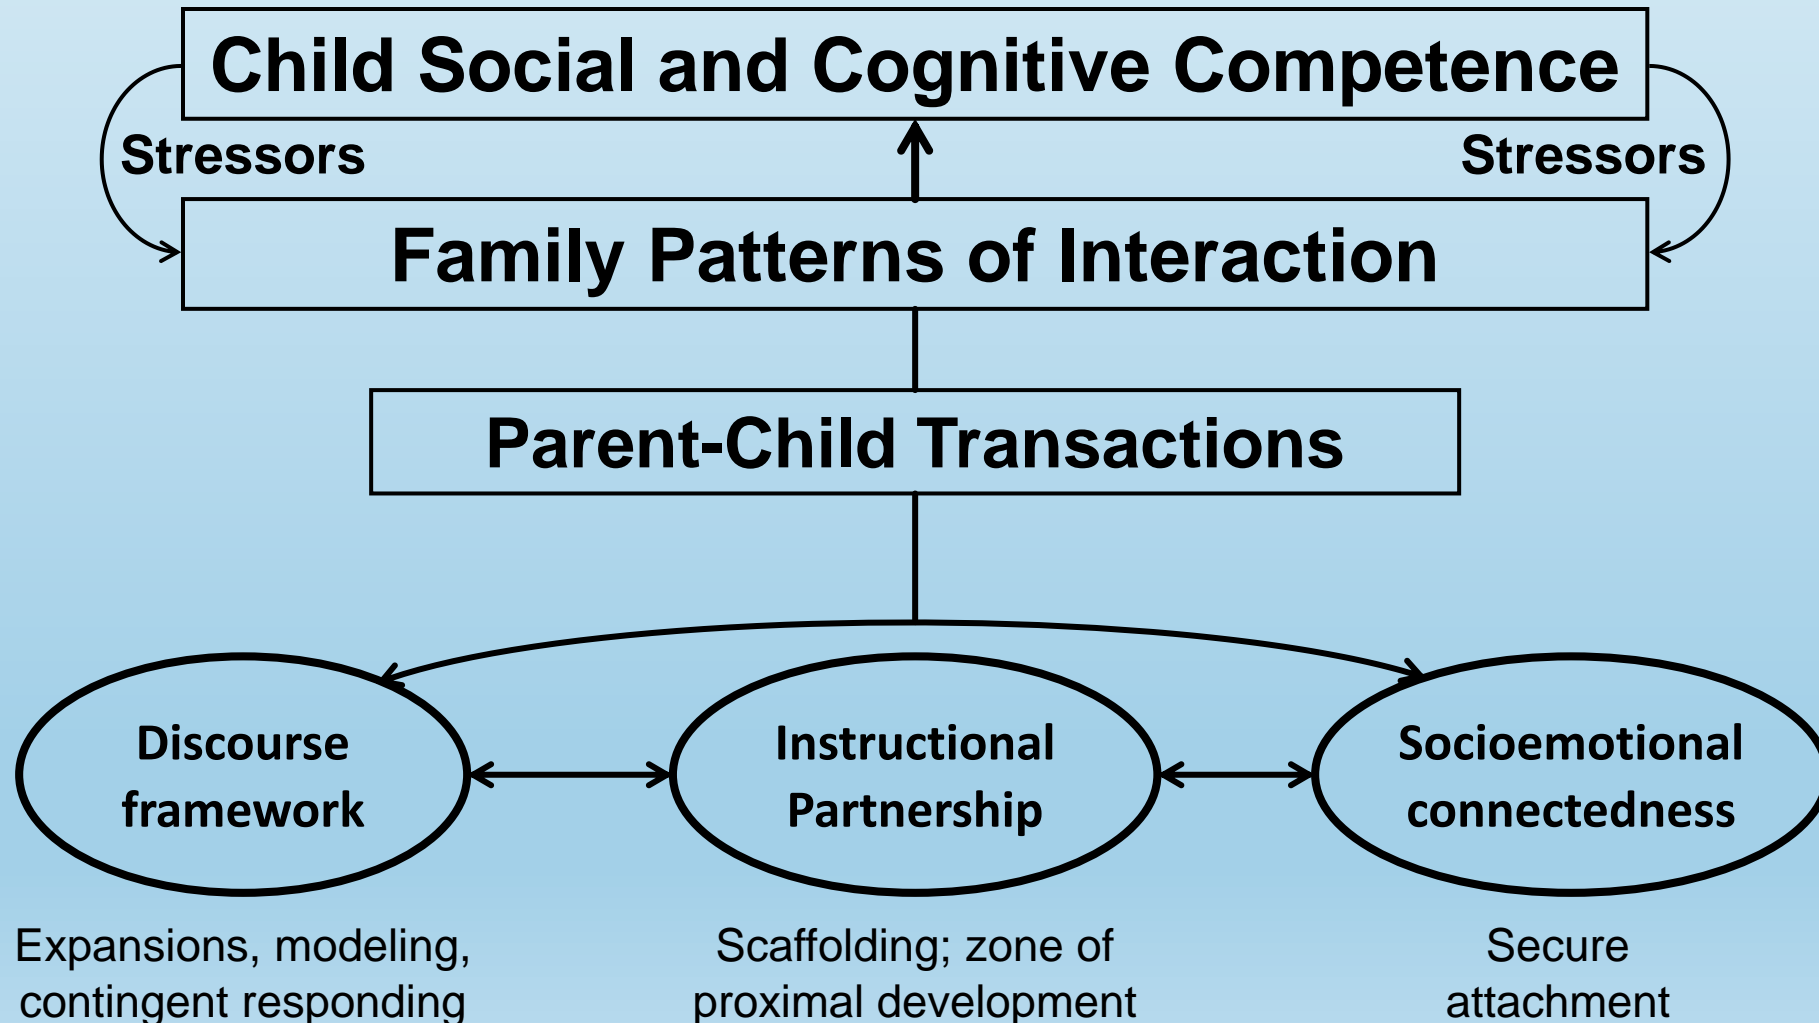 Child Social and Cognitive Competence
Stressors
Stressors
Family Patterns of Interaction
Parent-Child Transactions
Discourse
framework
Instructional
Partnership
Socioemotional
connectedness
Expansions, modeling,
contingent responding
Scaffolding; zone of
proximal development
Secure
attachment